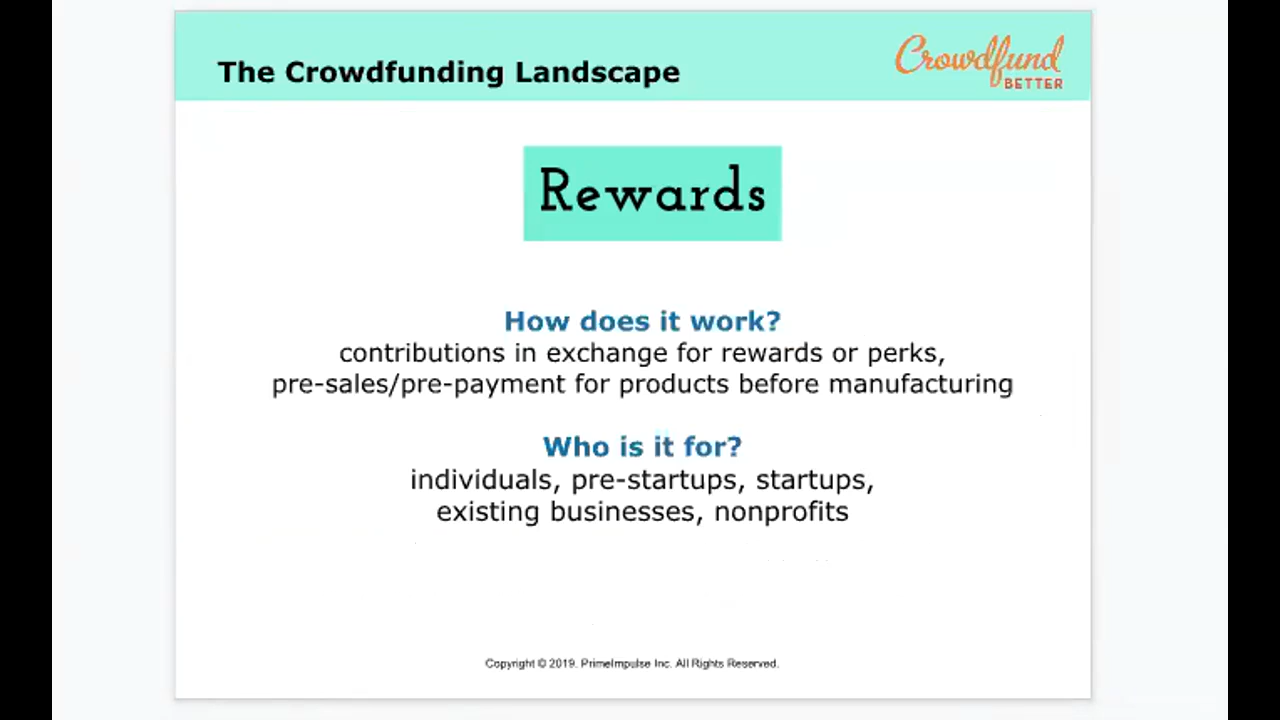 The Crowdfunding Landscape
Crowdfund
BETTER
Rewards
How does it work?
contributions in exchange for rewards or perks,
pre-sales/pre-payment for products before manufacturing
Who is it for?
individuals, pre-startups, startups,
existing businesses, nonprofits
Copyright © 2019. PrimeImpulse Inc. All Rights Reserved.